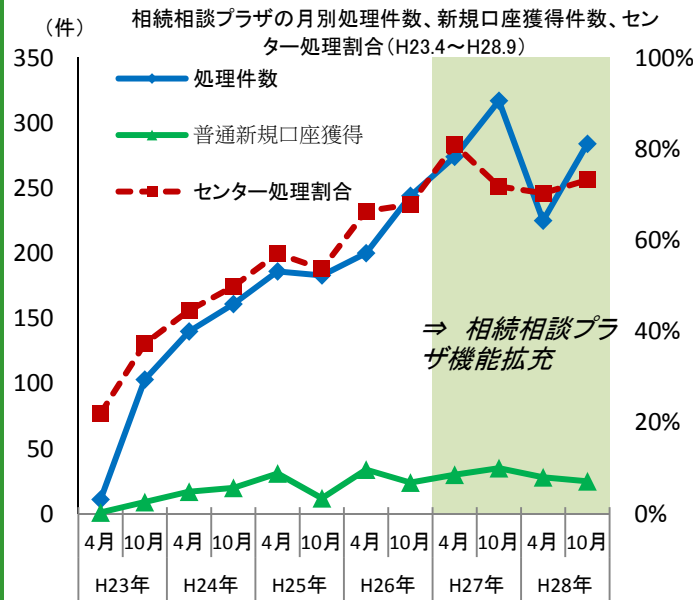 相続相談プラザの月別処理件数、新規口座獲得件数、セン
ター処理割合(H23.4～H28.9)
(件)
350
300
250
200
150
100
50
0
100%
80%
60%
40%
20%
0%
処理件数
普通新規口座獲得
センター処理割合
⇒ 相続相談プラ
ザ機能拡充
4月 10月 4月 10月 4月 10月 4月 10月 4月 10月 4月 10月
H23年 H24年 H25年 H26年 H27年 H28年